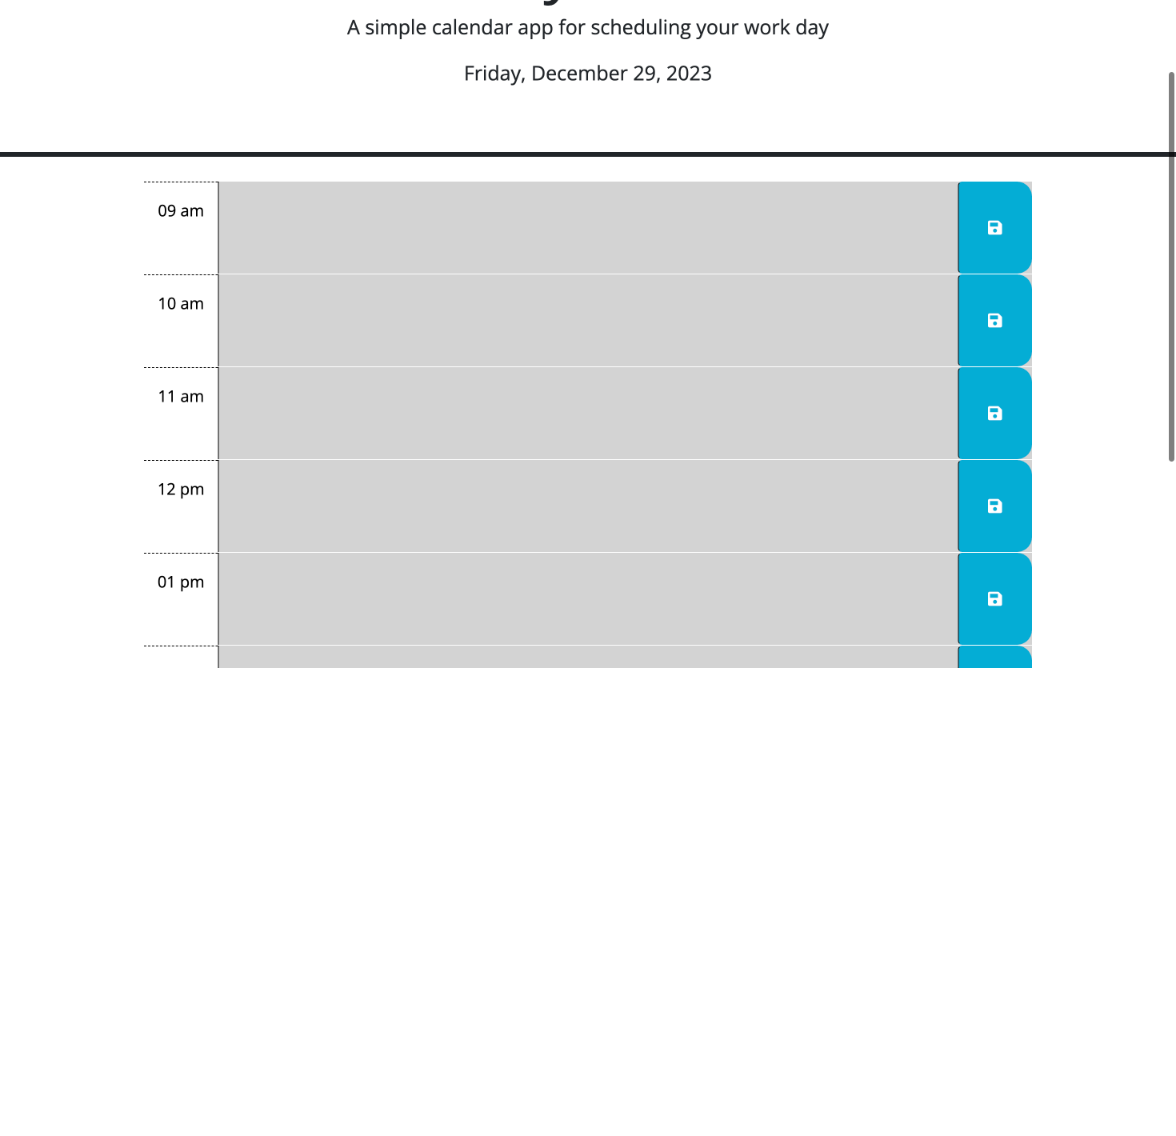 A simple calendar app for scheduling your work day
Friday, December 29, 2023
09 am
10 am
11 am
12 pm
01 pm